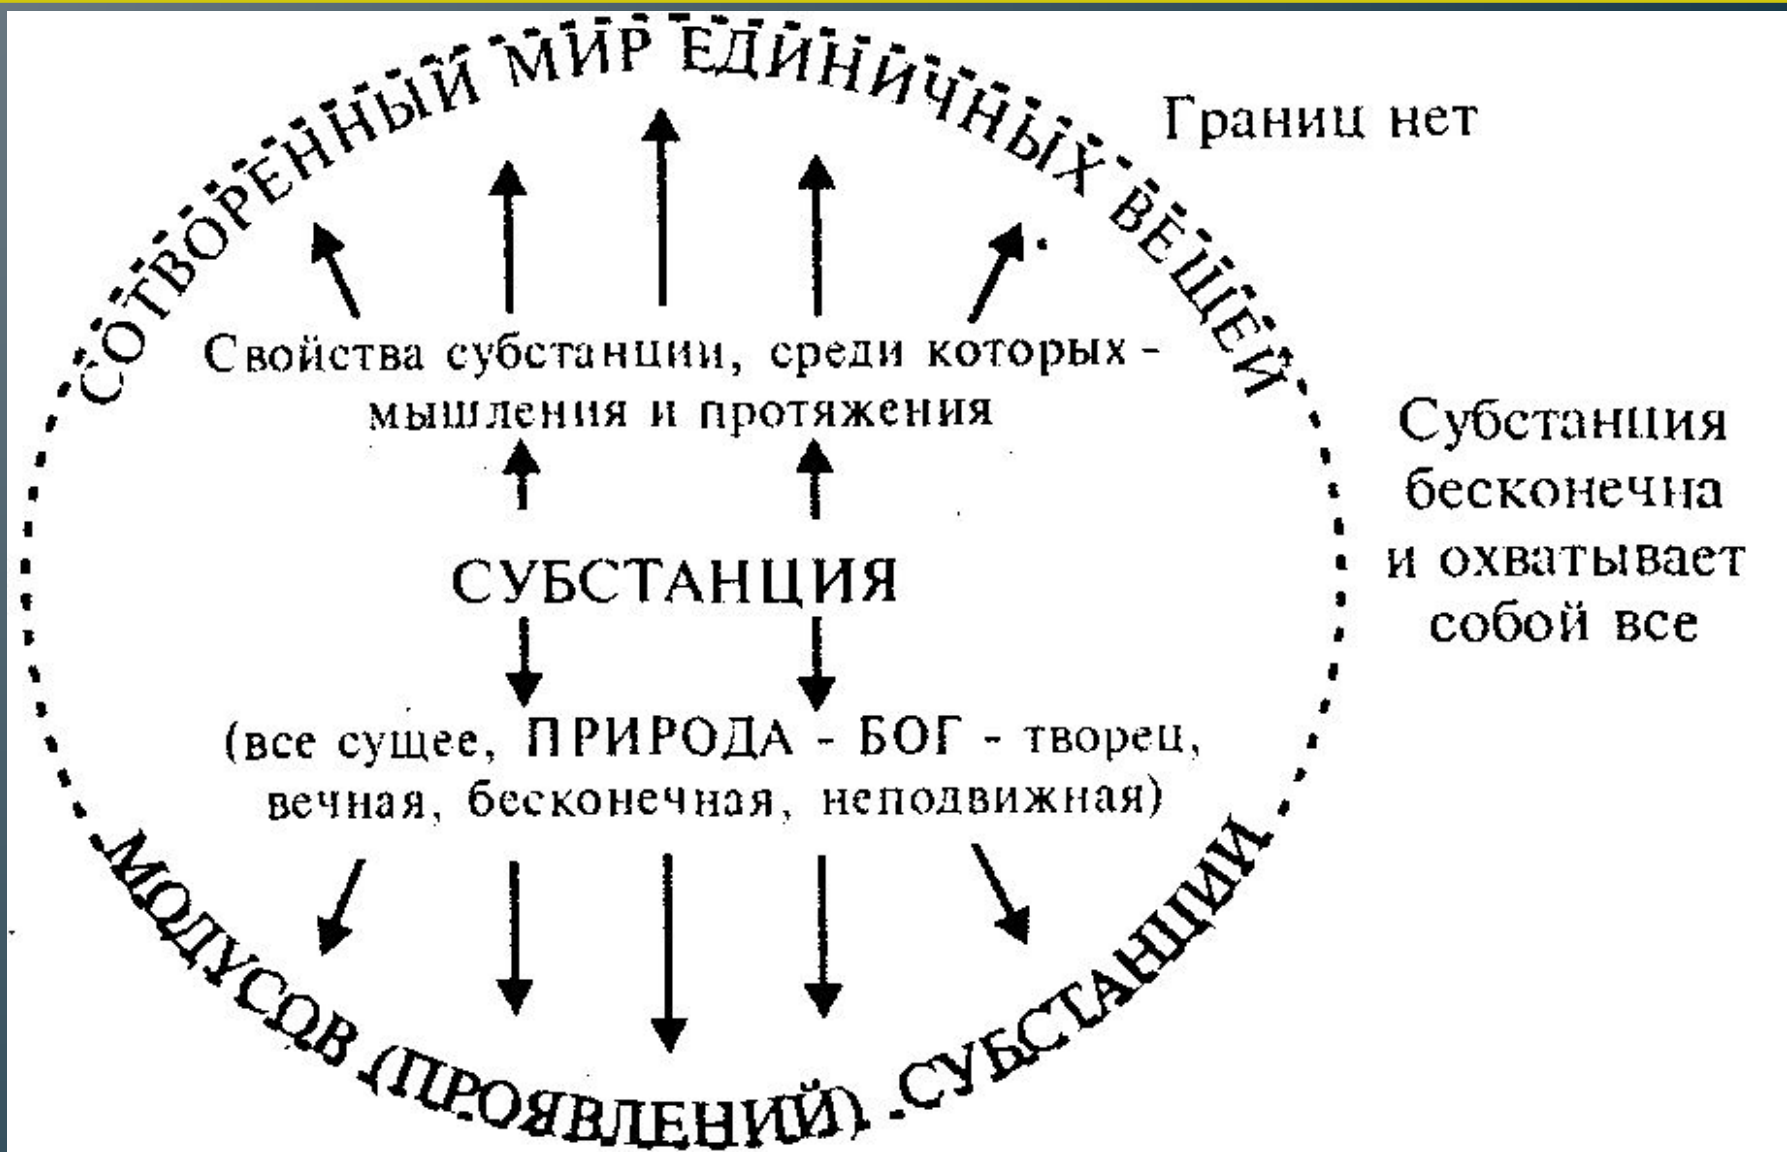 СОТВОРЕННЫЙ МИР ЕДИНИЧНЫХ ВЕЩЕЙ
Границ нет
Свойства субстанции, среди которых -
мышления и протяжения
СУБСТАНЦИЯ
(все сущее, ПРИРОДА - БОГ - творец,
вечная, бесконечная, неподвижная)
МОДУСОВ (ПРОЯВЛЕНИЙ) СУБСТАНЦИИ
Субстанция
бесконечна
и охватывает
собой все